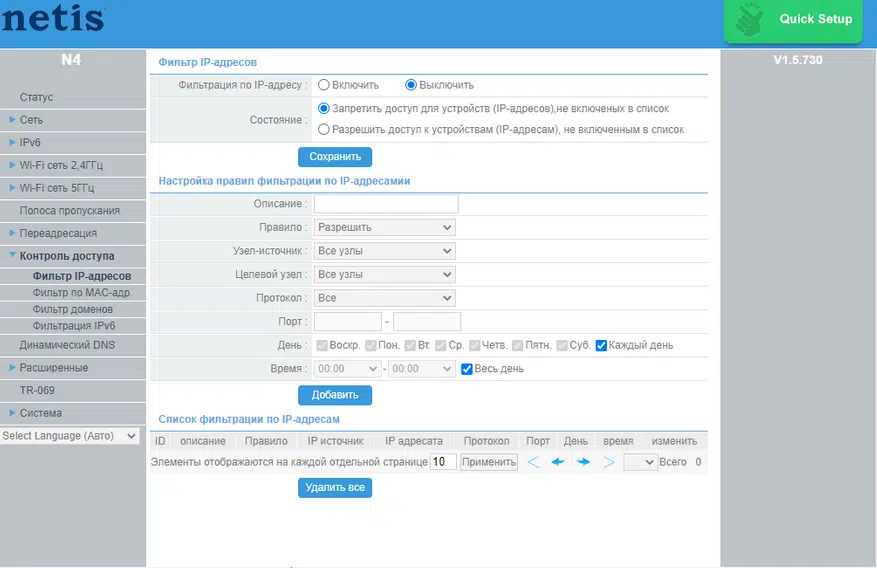 netis
Quick Setup
N4
V1.5.730
Статус
Сеть
IPv6
Wi-Fi сеть 2,4ГГц
Wi-Fi сеть 5ГГц
Полоса пропускания
Переадресация
Контроль доступа
Фильтр IP-адресов
Фильтр по MAC-адр.
Фильтр доменов
Фильтрация IPv6
Динамический DNS
Расширенные
TR-069
Система
Select Language (Авто)
Фильтр IP-адресов
Фильтрация по IP-адресу : Включить Выключить
Состояние : Запретить доступ для устройств (IP-адресов),не включеных в список
Разрешить доступ к устройствам (IP-адресам), не включенным в список
Сохранить
Настройка правил фильтрации по IP-адресамии
Описание :
Правило : Разрешить
Узел-источник : Все узлы
Целевой узел : Все узлы
Протокол : Все
Порт : -
День : Воскр. Пон. Вт. Ср. Четв. Пятн. Суб. Каждый день
Время : 00:00 - 00:00 Весь день
Добавить
Список фильтрации по IP-адресам
ID описание Правило IP источник IP адресата Протокол Порт День время изменить
Элементы отображаются на каждой отдельной странице 10 Применить Всего 0
Удалить все